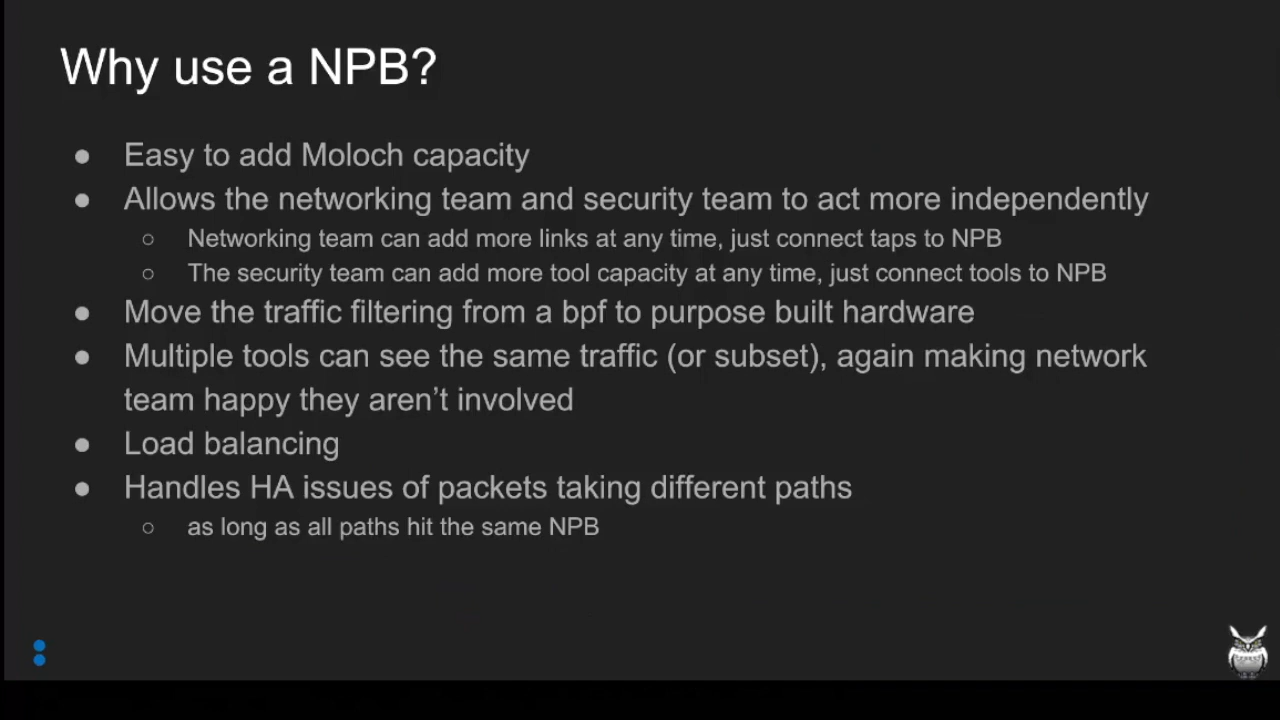 Why use a NPB?
● Easy to add Moloch capacity
● Allows the networking team and security team to act more independently
○ Networking team can add more links at any time, just connect taps to NPB
○ The security team can add more tool capacity at any time, just connect tools to NPB
● Move the traffic filtering from a bpf to purpose built hardware
● Multiple tools can see the same traffic (or subset), again making network
team happy they aren’t involved
● Load balancing
● Handles HA issues of packets taking different paths
○ as long as all paths hit the same NPB